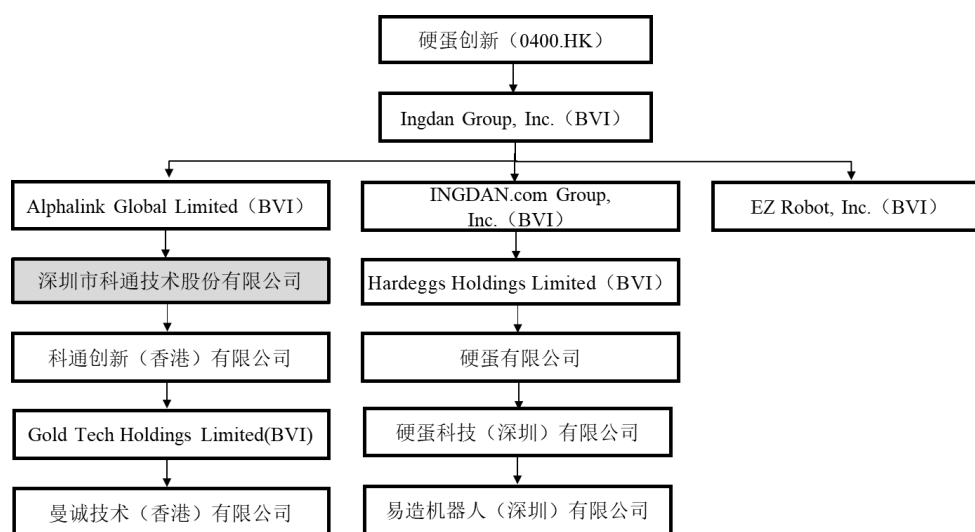 硬蛋创新（0400.HK）
Ingdan Group, Inc.（BVI）
Alphalink Global Limited（BVI）
INGDAN.com Group,
Inc.（BVI）
EZ Robot, Inc.（BVI）
深圳市科通技术股份有限公司
Hardeggs Holdings Limited（BVI）
科通创新（香港）有限公司
硬蛋有限公司
Gold Tech Holdings Limited(BVI)
硬蛋科技（深圳）有限公司
曼诚技术（香港）有限公司
易造机器人（深圳）有限公司